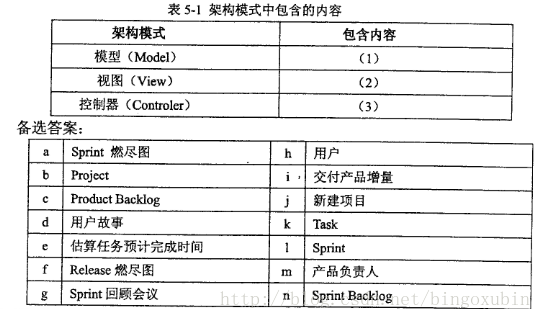 表 5-1 架构模式中包含的内容
架构模式 包含内容
模型（Model） （1）
视图（View） （2）
控制器（Controler） （3）
备选答案：
a Sprint 燃尽图 h 用户
b Project i 交付产品增量
c Product Backlog j 新建项目
d 用户故事 k Task
e 估算任务预计完成时间 l Sprint
f Release 燃尽图 m 产品负责人
g Sprint 回顾会议 n Sprint Backlog
http://blog.csdn.net/bingoxubin